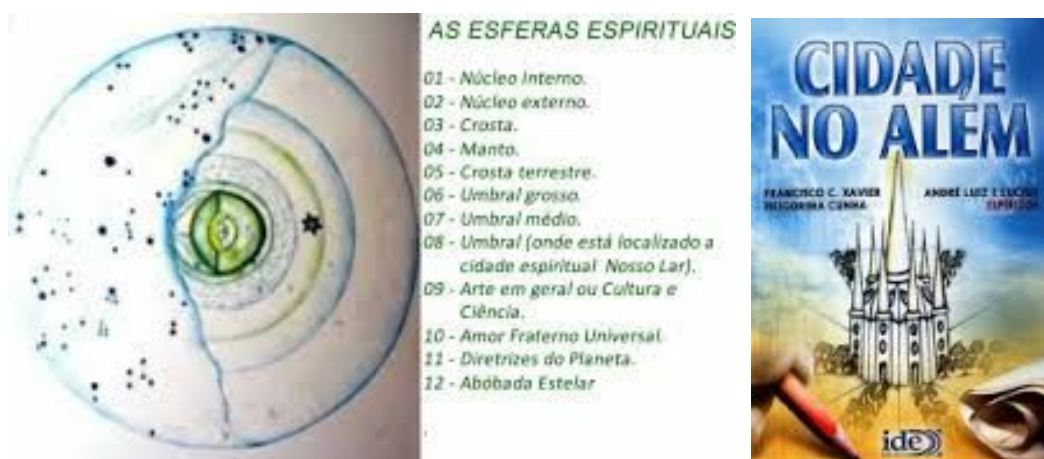 AS ESFERAS ESPIRITUAIS
01 - Núcleo Interno.
02 - Núcleo externo.
03 - Crosta.
04 - Manto.
05 - Crosta terrestre.
06 - Umbral grosso.
07 - Umbral médio.
08 - Umbral (onde está localizado a
cidade espiritual Nosso Lar).
09 - Arte em geral ou Cultura e
Ciência.
10 - Amor Fraterno Universal.
11 - Diretrizes do Planeta.
12 - Abóbada Estelar
CIDADE
NO ALÉM
FRANCISCO C. XAVIER
HEIGORINA CUNHA
ANDRÉ LUIZ E LUCIUS
ESPÍRITOS
ide